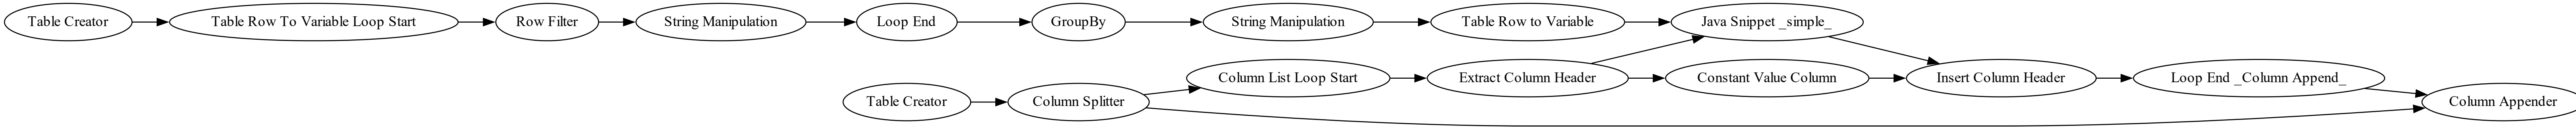 Table Creator
Table Row To Variable Loop Start
Row Filter
String Manipulation
Loop End
GroupBy
String Manipulation
Table Row to Variable
Java Snippet _simple_
Table Creator
Column Splitter
Column List Loop Start
Extract Column Header
Constant Value Column
Insert Column Header
Loop End _Column Append_
Column Appender